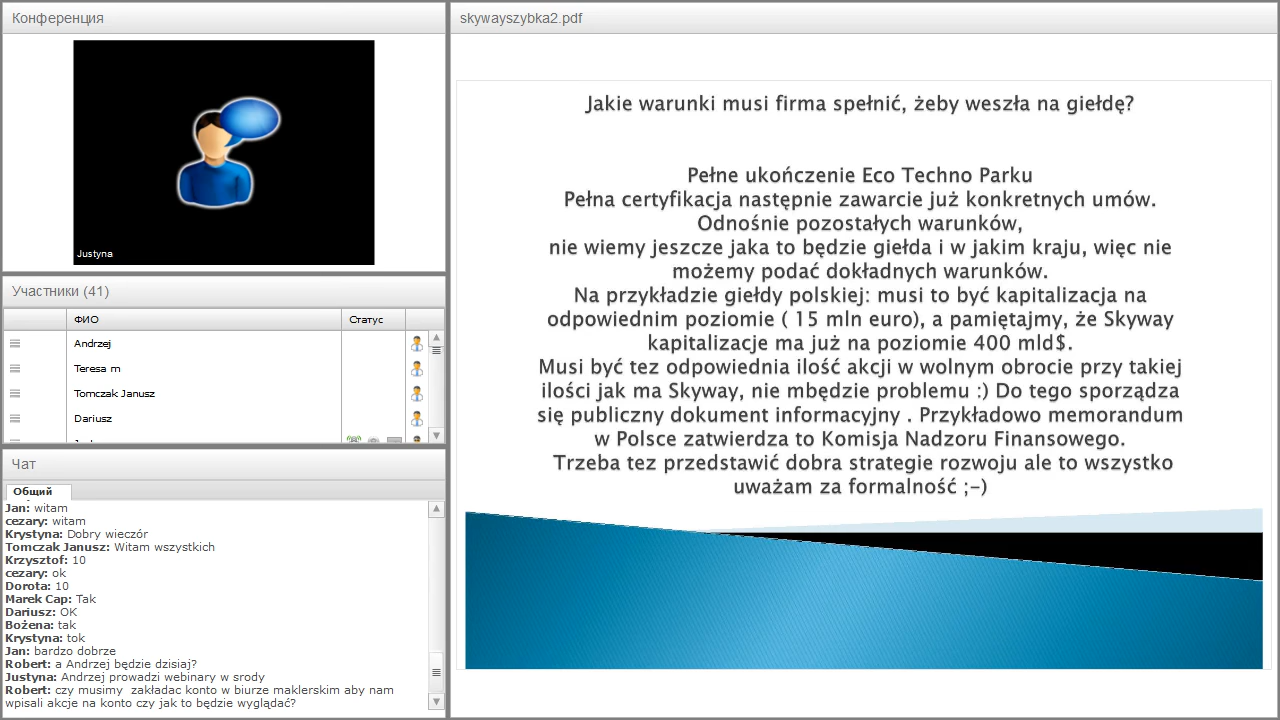 Конференция
Justyna
Участники (41)
ФИО Статус
Andrzej
Teresa m
Tomczak Janusz
Dariusz
Чат
Общий
Jan: witam
cezary: witam
Krystyna: Dobry wieczór
Tomczak Janusz: Witam wszystkich
Krzysztof: 10
cezary: ok
Dorota: 10
Marek Cap: Tak
Dariusz: OK
Bożena: tak
Krystyna: tok
Jan: bardzo dobrze
Robert: a Andrzej będzie dzisiaj?
Justyna: Andrzej prowadzi webinary w srody
Robert: czy musimy zakładac konto w biurze maklerskim aby nam
wpisali akcje na konto czy jak to będzie wyglądać?
skywayszybka2.pdf
Jakie warunki musi firma spełnić, żeby weszła na giełdę?
Pełne ukończenie Eco Techno Parku
Pełna certyfikacja następnie zawarcie już konkretnych umów.
Odnośnie pozostałych warunków,
nie wiemy jeszcze jaka to będzie giełda i w jakim kraju, więc nie
możemy podać dokładnych warunków.
Na przykładzie giełdy polskiej: musi to być kapitalizacja na
odpowiednim poziomie ( 15 mln euro), a pamiętajmy, że Skyway
kapitalizacje ma już na poziomie 400 mld$.
Musi być tez odpowiednia ilość akcji w wolnym obrocie przy takiej
ilości jak ma Skyway, nie mbędzie problemu :) Do tego sporządza
się publiczny dokument informacyjny . Przykładowo memorandum
w Polsce zatwierdza to Komisja Nadzoru Finansowego.
Trzeba tez przedstawić dobra strategie rozwoju ale to wszystko
uważam za formalność ;-)